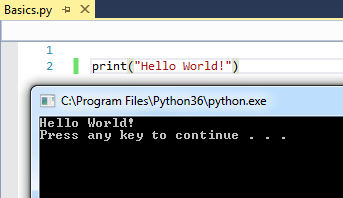 Basics.py
1
2 print("Hello World!")
C:\Program Files\Python36\python.exe
Hello World!
Press any key to continue . . .